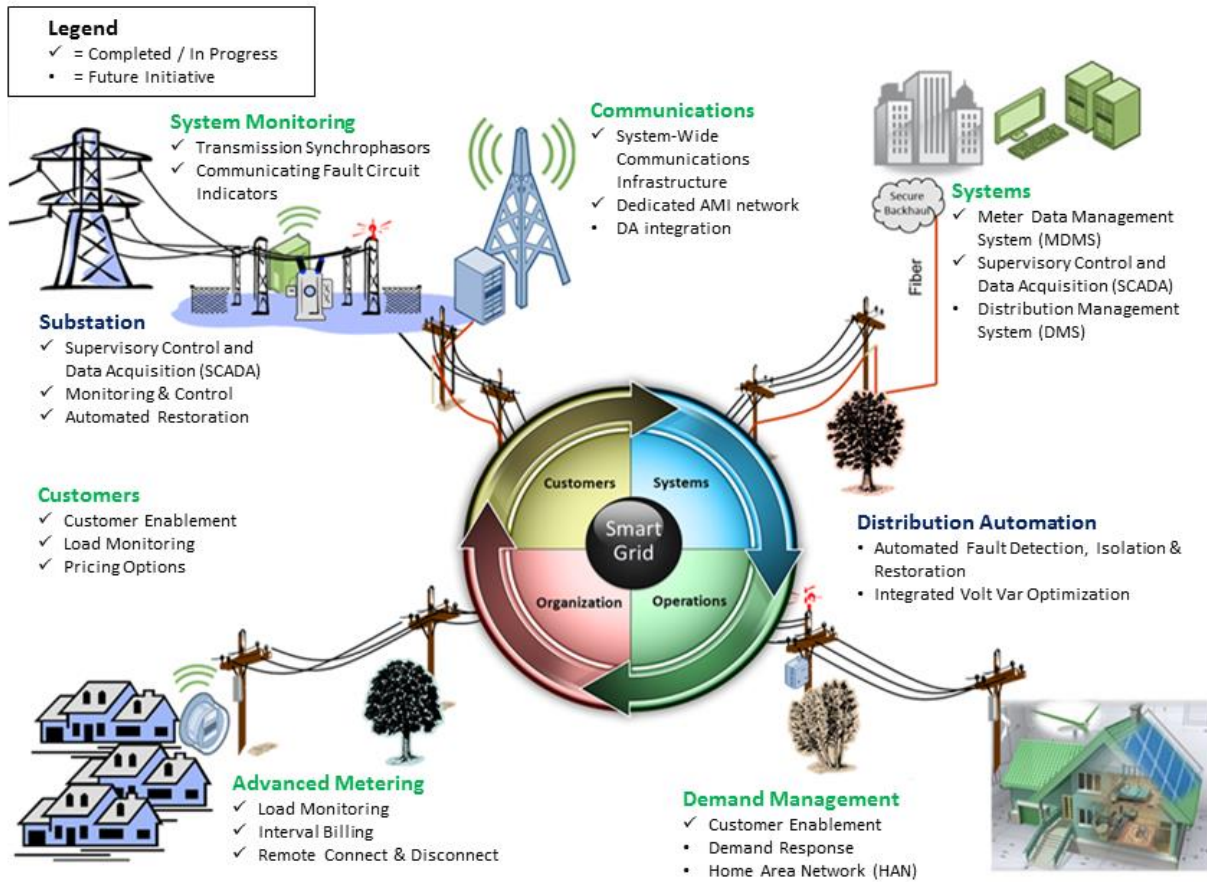 Legend
✓ = Completed / In Progress
• = Future Initiative
System Monitoring
✓ Transmission Synchrophasors
✓ Communicating Fault Circuit
Indicators
Communications
✓ System-Wide
Communications
Infrastructure
✓ Dedicated AMI network
• DA integration
Secure
Backhaul
Fiber
Systems
✓ Meter Data Management
System (MDMS)
✓ Supervisory Control and
Data Acquisition (SCADA)
• Distribution Management
System (DMS)
Substation
✓ Supervisory Control and
Data Acquisition (SCADA)
✓ Monitoring & Control
✓ Automated Restoration
Customers
✓ Customer Enablement
✓ Load Monitoring
✓ Pricing Options
Customers
Systems
Smart
Grid
Organization
Operations
Distribution Automation
• Automated Fault Detection, Isolation &
Restoration
• Integrated Volt Var Optimization
Advanced Metering
✓ Load Monitoring
✓ Interval Billing
✓ Remote Connect & Disconnect
Demand Management
✓ Customer Enablement
• Demand Response
• Home Area Network (HAN)